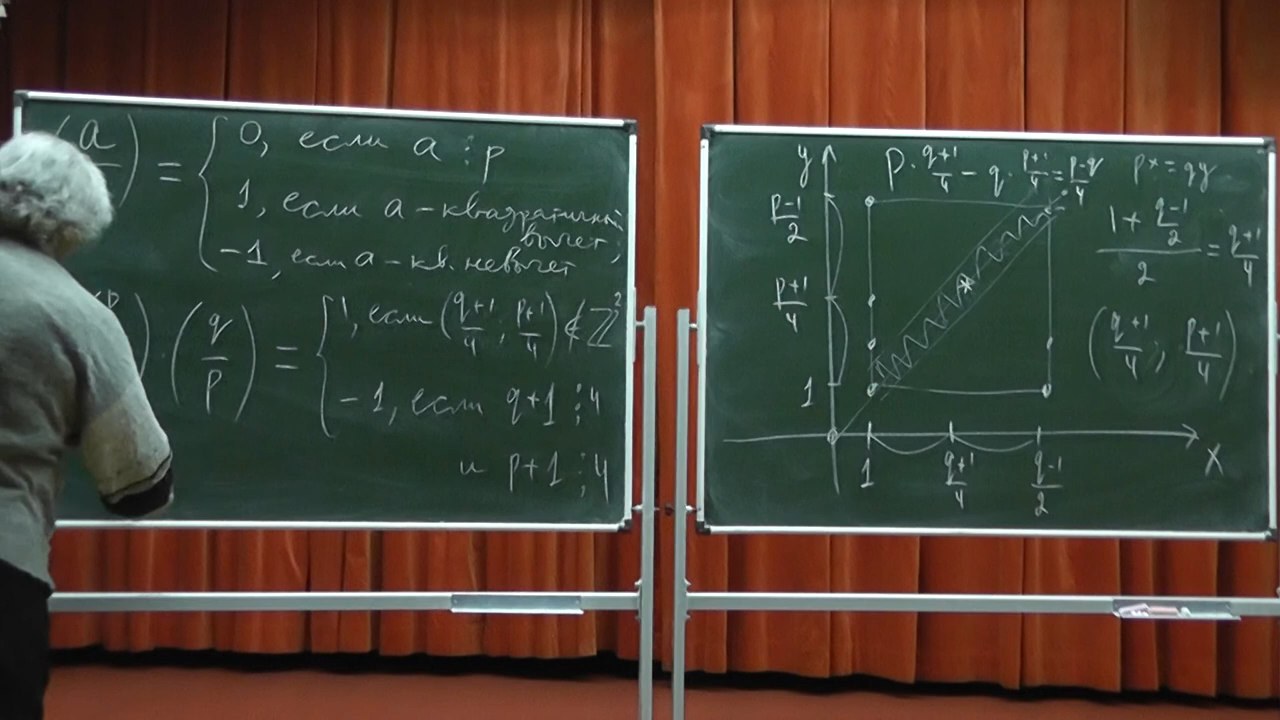 (a/ ) = { 0, если a ⋮ p
1, если a – квадратичный
вычет;
-1, если a – кв. невычет
(q/p) = { 1, если ((q+1)/4; (p+1)/4) ∉ ℤ²
-1, если q+1 ⋮ 4
и p+1 ⋮ 4
y
p · (q+1)/4 − q · (p+1)/4 = (p−q)/4
px = qy
(p−1)/2
(1 + (q−1)/2)/2 = (q+1)/4
(p+1)/4
((q+1)/4; (p+1)/4)
1
1
(q+1)/4
(q−1)/2
x